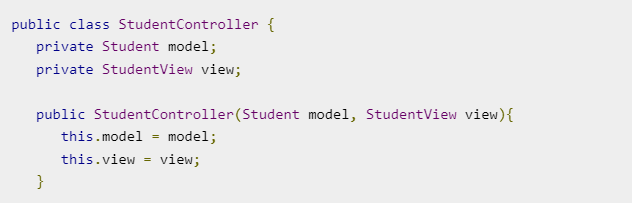 public class StudentController {
   private Student model;
   private StudentView view;

   public StudentController(Student model, StudentView view){
      this.model = model;
      this.view = view;
   }